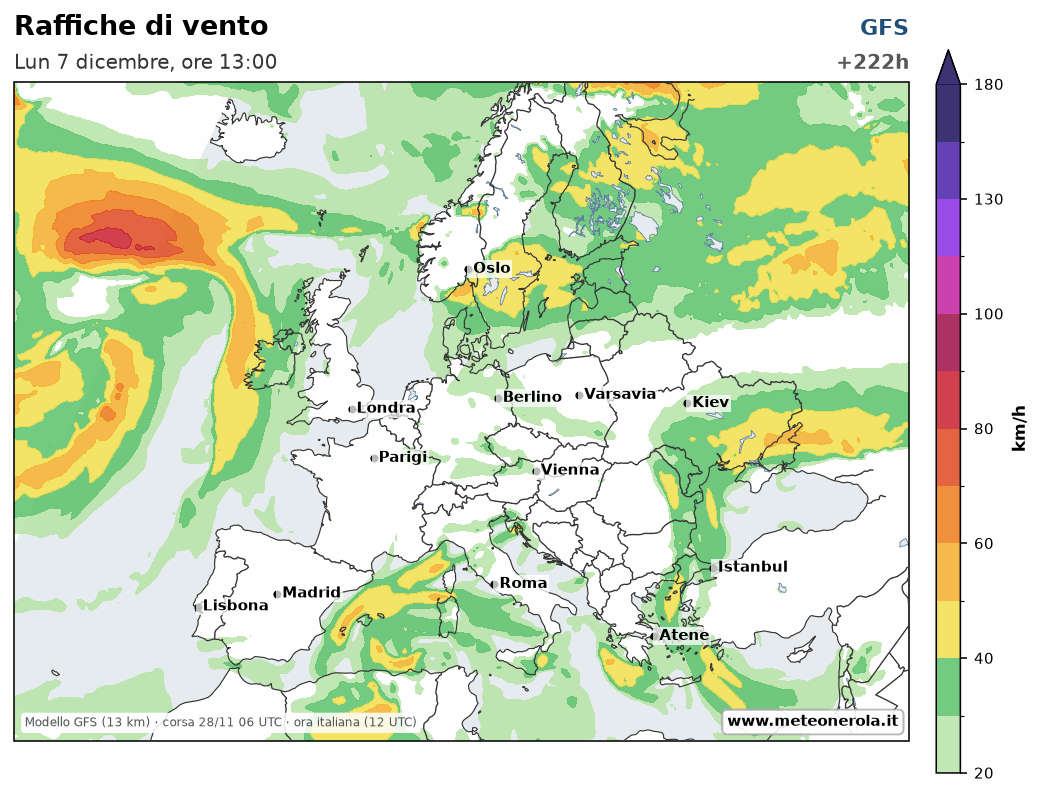 Raffiche di vento
GFS
Lun 7 dicembre, ore 13:00
+222h
180
130
100
80
60
40
20
km/h
Oslo
Berlino
Varsavia
Kiev
Londra
Parigi
Vienna
Istanbul
Roma
Madrid
Lisbona
Atene
Modello GFS (13 km) · corsa 28/11 06 UTC · ora italiana (12 UTC)
www.meteonerola.it